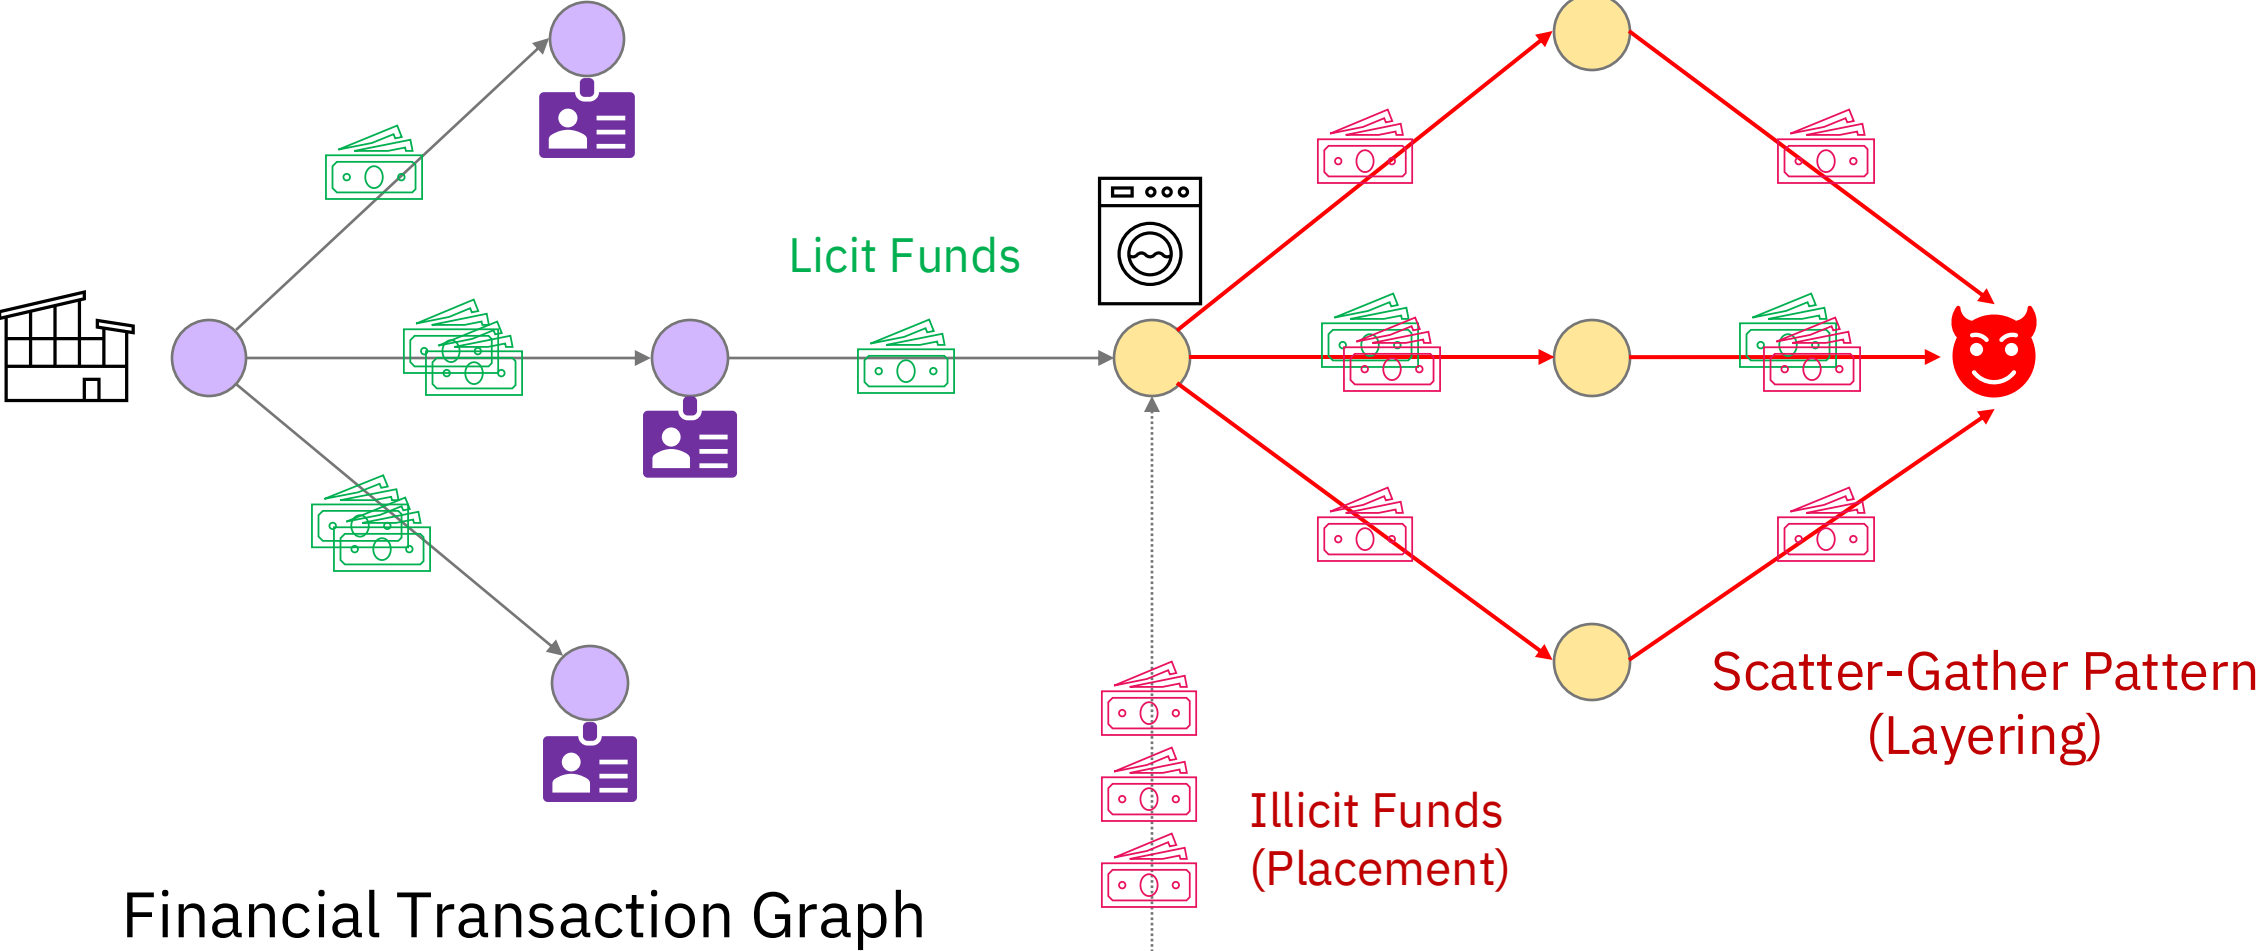 Licit Funds
Scatter-Gather Pattern
(Layering)
Illicit Funds
(Placement)
Financial Transaction Graph